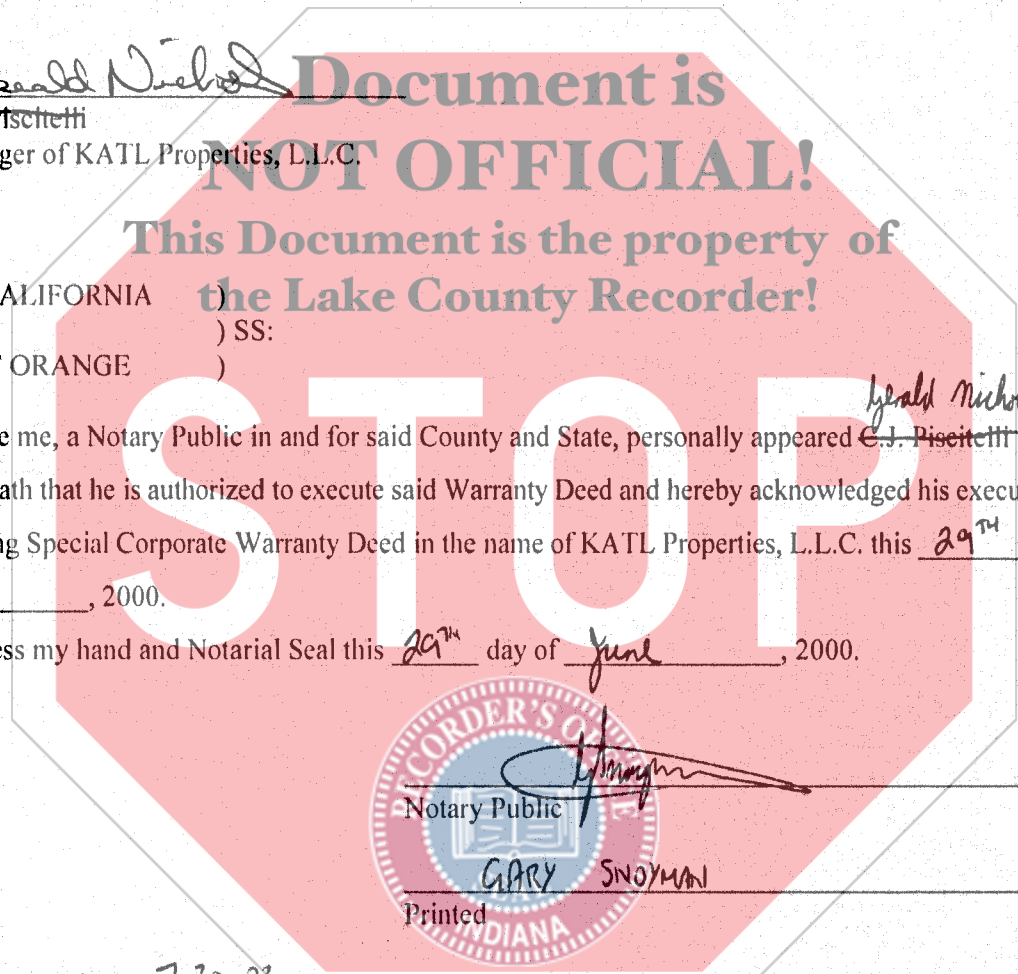 Nichols
Document is
Piscitelli
ger of KATL Properties, L.L.C.
NOT OFFICIAL!
This Document is the property of
ALIFORNIA )
the Lake County Recorder!
) SS:
ORANGE )
STOP
Gerald Nicho
e me, a Notary Public in and for said County and State, personally appeared C.J. Piscitelli
ath that he is authorized to execute said Warranty Deed and hereby acknowledged his execu
ng Special Corporate Warranty Deed in the name of KATL Properties, L.L.C. this 29TH
, 2000.
ess my hand and Notarial Seal this 29TH day of June, 2000.
RECORDER'S OFFICE
Notary Public
GARY SNOYMAN
Printed
INDIANA